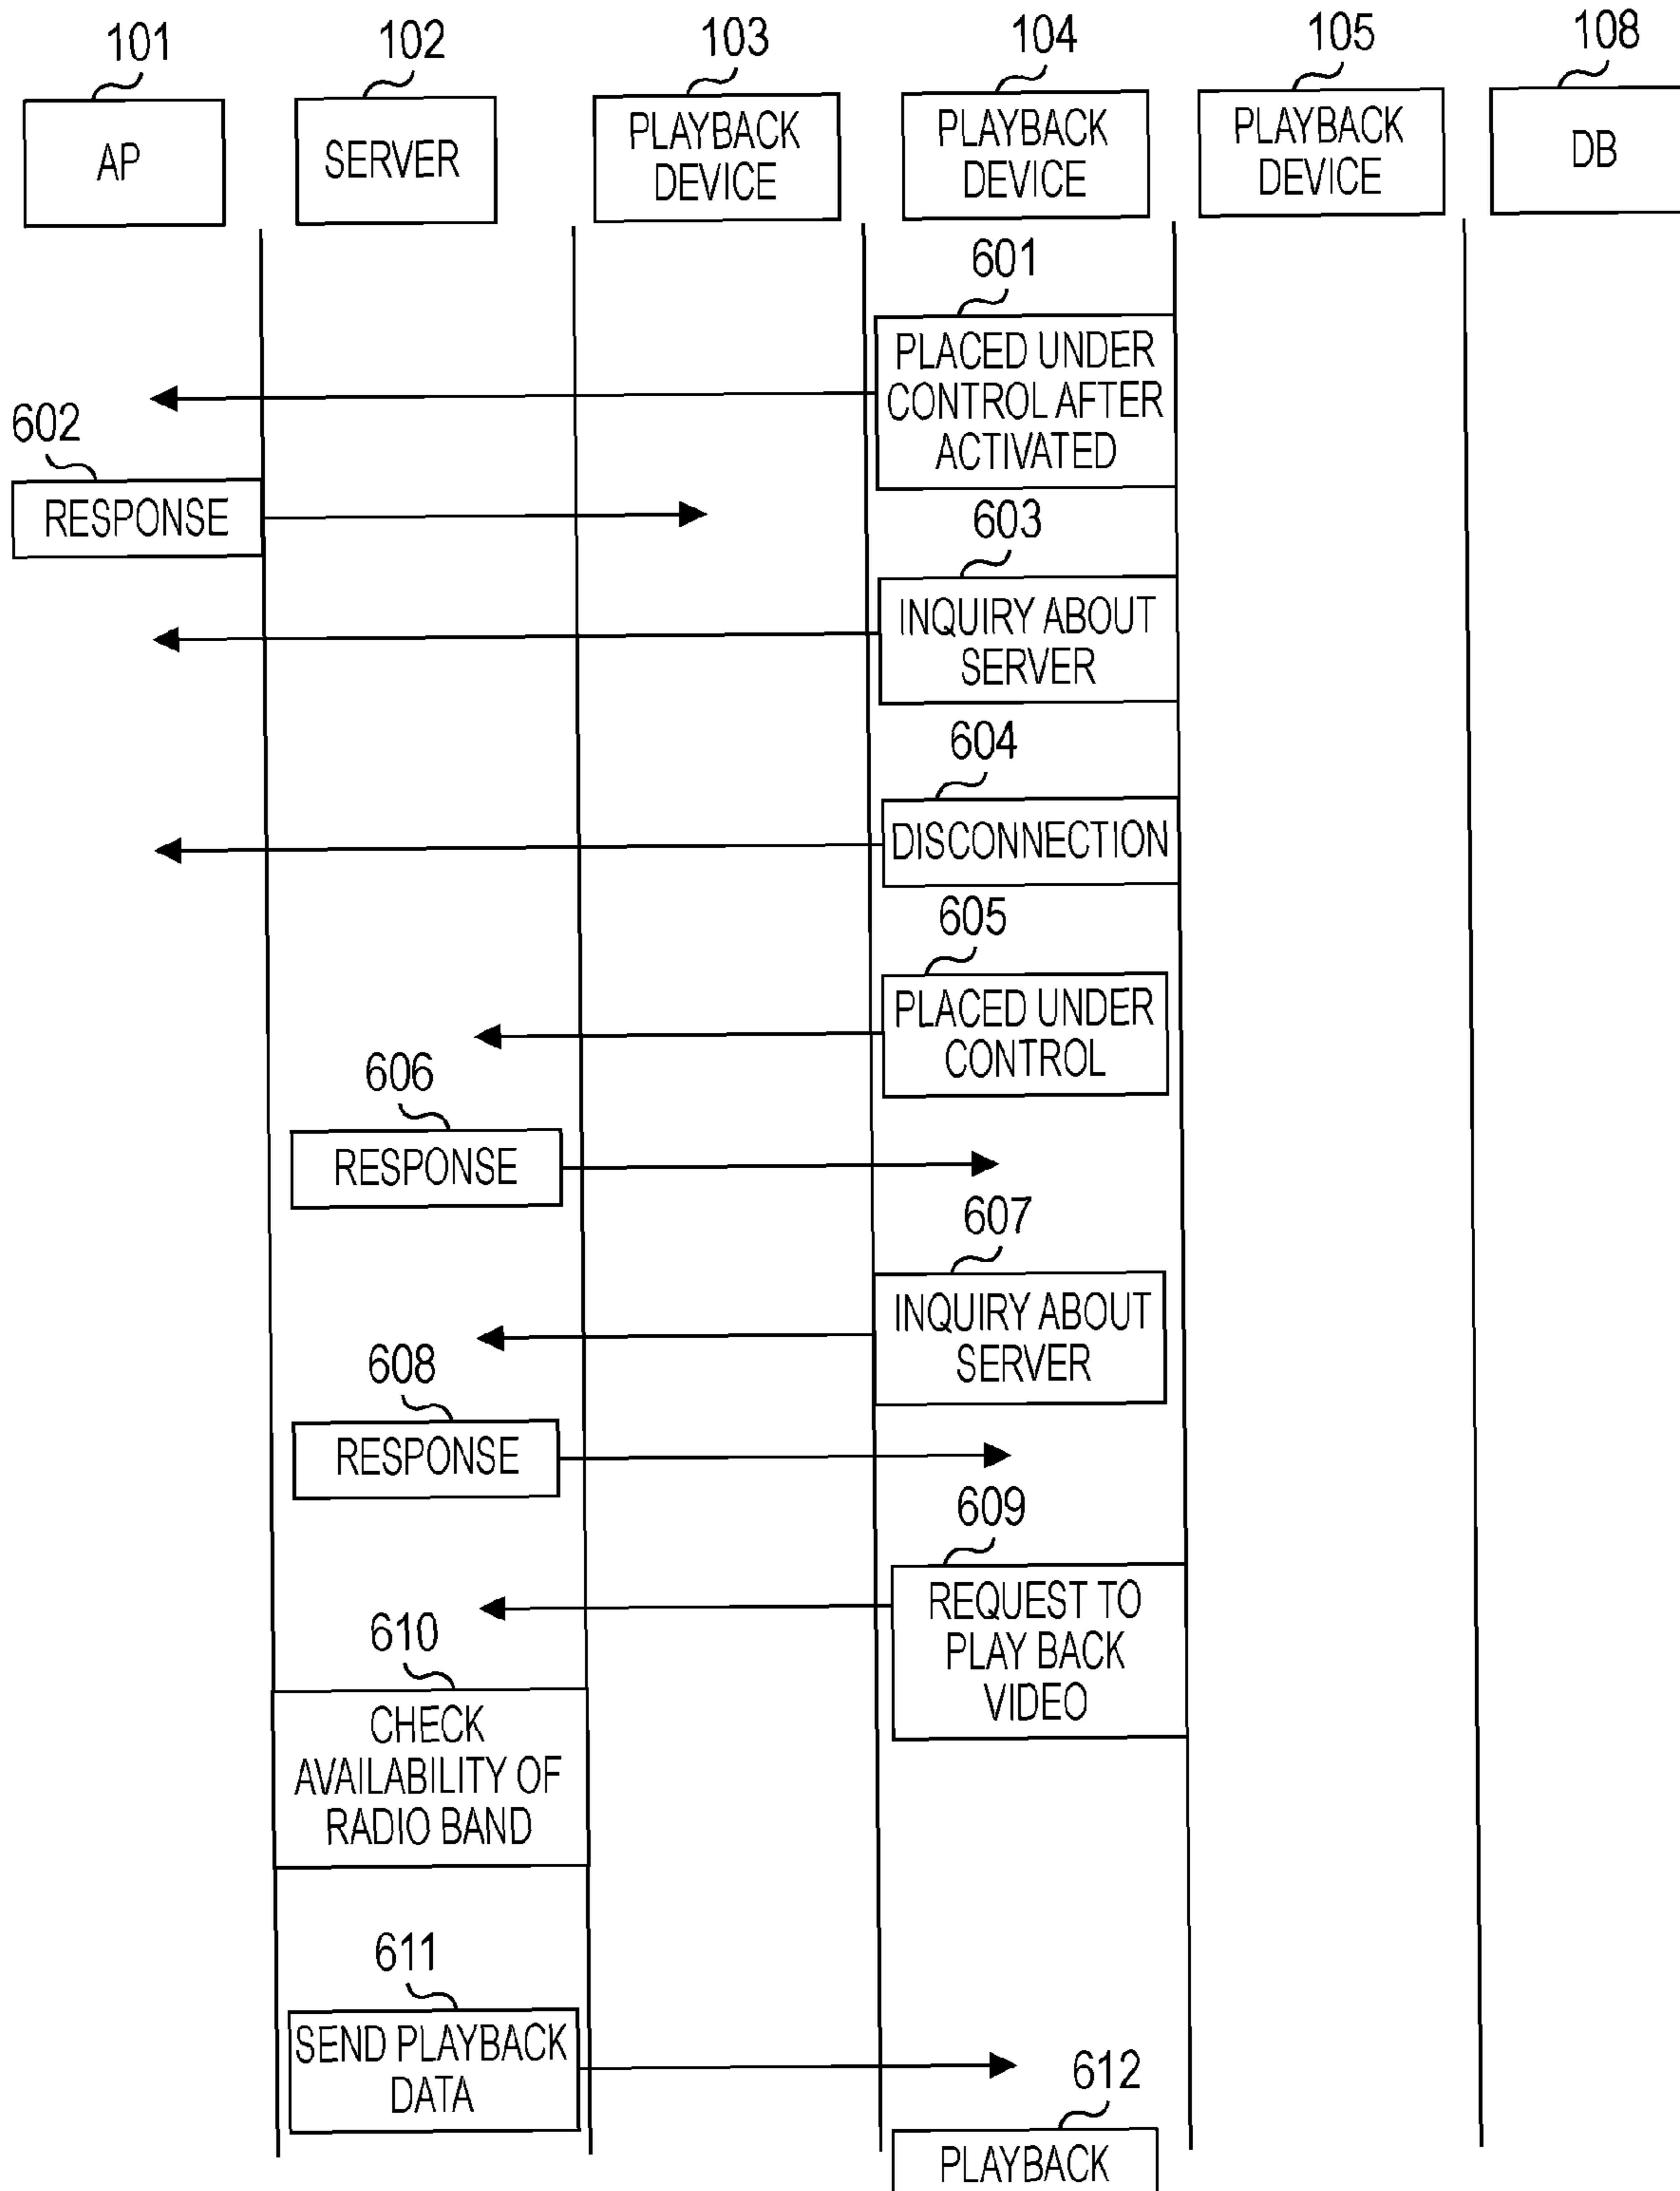 101
102
103
104
105
108
AP
SERVER
PLAYBACK
DEVICE
PLAYBACK
DEVICE
PLAYBACK
DEVICE
DB
601
PLACED UNDER
CONTROL AFTER
ACTIVATED
602
RESPONSE
603
INQUIRY ABOUT
SERVER
604
DISCONNECTION
605
PLACED UNDER
CONTROL
606
RESPONSE
607
INQUIRY ABOUT
SERVER
608
RESPONSE
609
REQUEST TO
PLAY BACK
VIDEO
610
CHECK
AVAILABILITY OF
RADIO BAND
611
SEND PLAYBACK
DATA
612
PLAYBACK